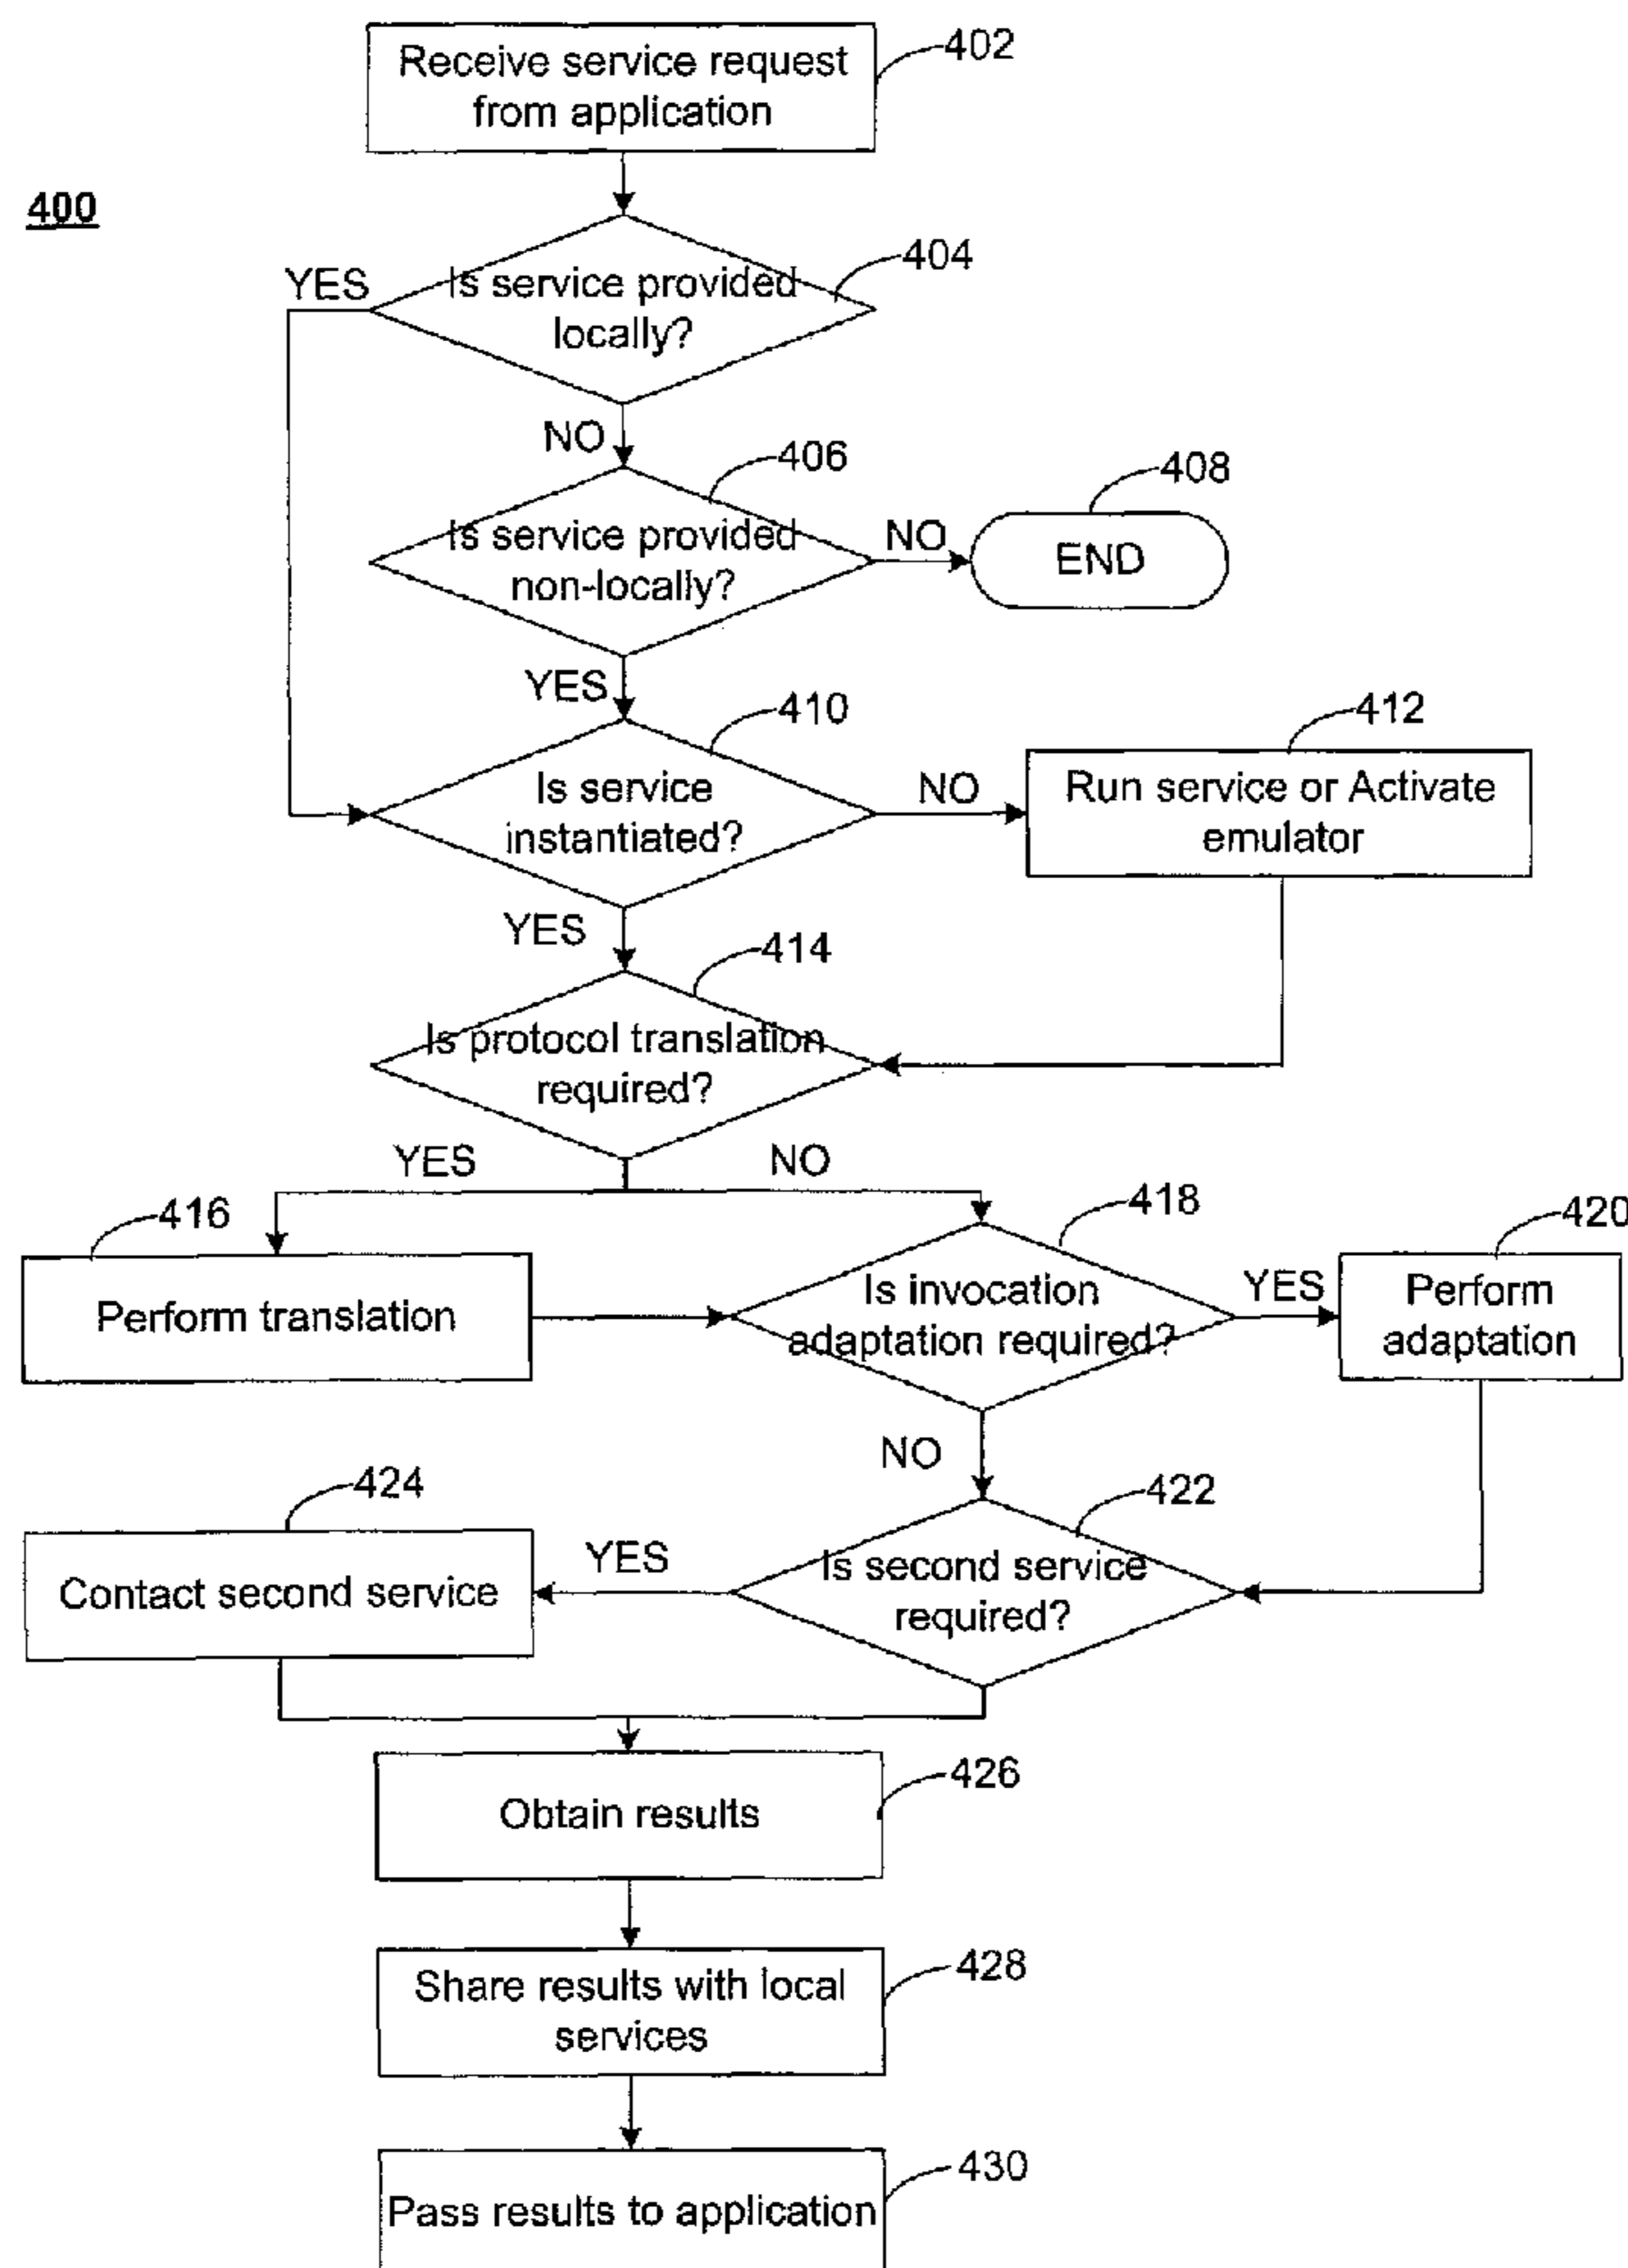 Receive service request
from application
402
400
Is service provided
locally?
404
YES
NO
Is service provided
non-locally?
406
NO
END
408
YES
Is service
instantiated?
410
NO
Run service or Activate
emulator
412
YES
Is protocol translation
required?
414
YES
NO
Perform translation
416
Is invocation
adaptation required?
418
YES
Perform
adaptation
420
NO
Is second service
required?
422
YES
Contact second service
424
Obtain results
426
Share results with local
services
428
Pass results to application
430